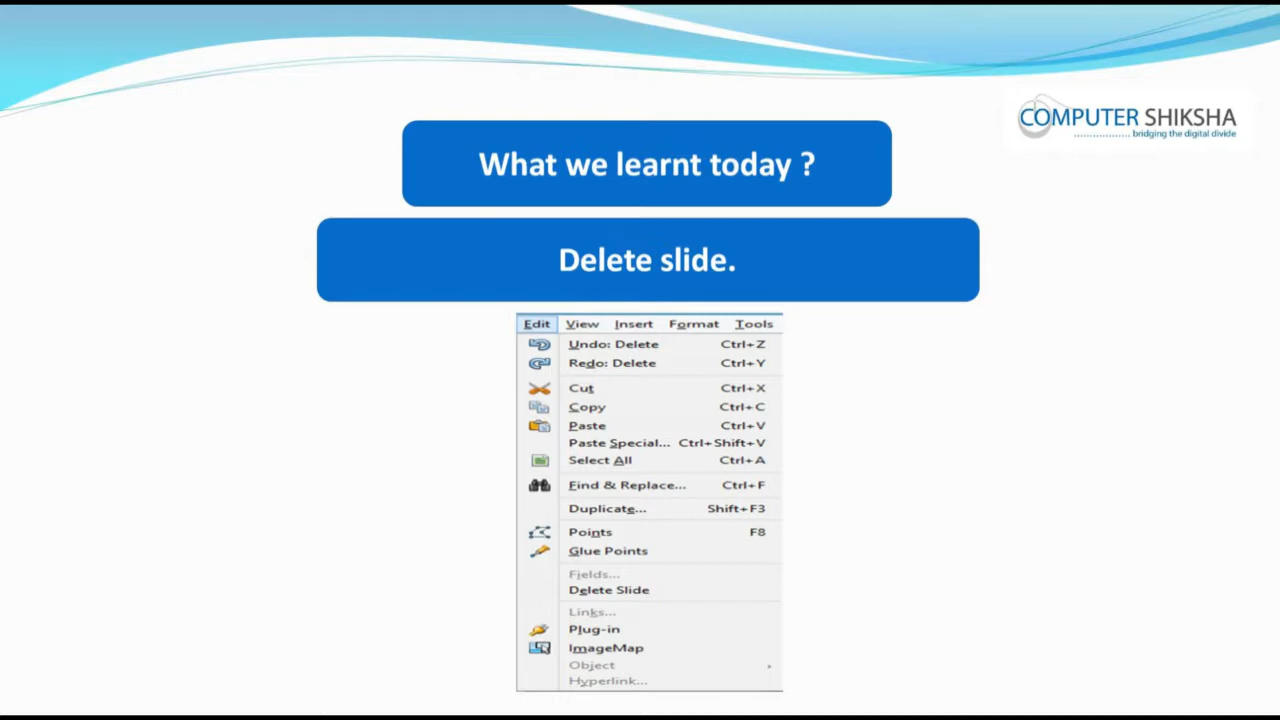 COMPUTER SHIKSHA
bridging the digital divide
What we learnt today ?
Delete slide.
Edit View Insert Format Tools
Undo: Delete Ctrl+Z
Redo: Delete Ctrl+Y
Cut Ctrl+X
Copy Ctrl+C
Paste Ctrl+V
Paste Special... Ctrl+Shift+V
Select All Ctrl+A
Find & Replace... Ctrl+F
Duplicate... Shift+F3
Points F8
Glue Points
Fields...
Delete Slide
Links...
Plug-in
ImageMap
Object
Hyperlink...